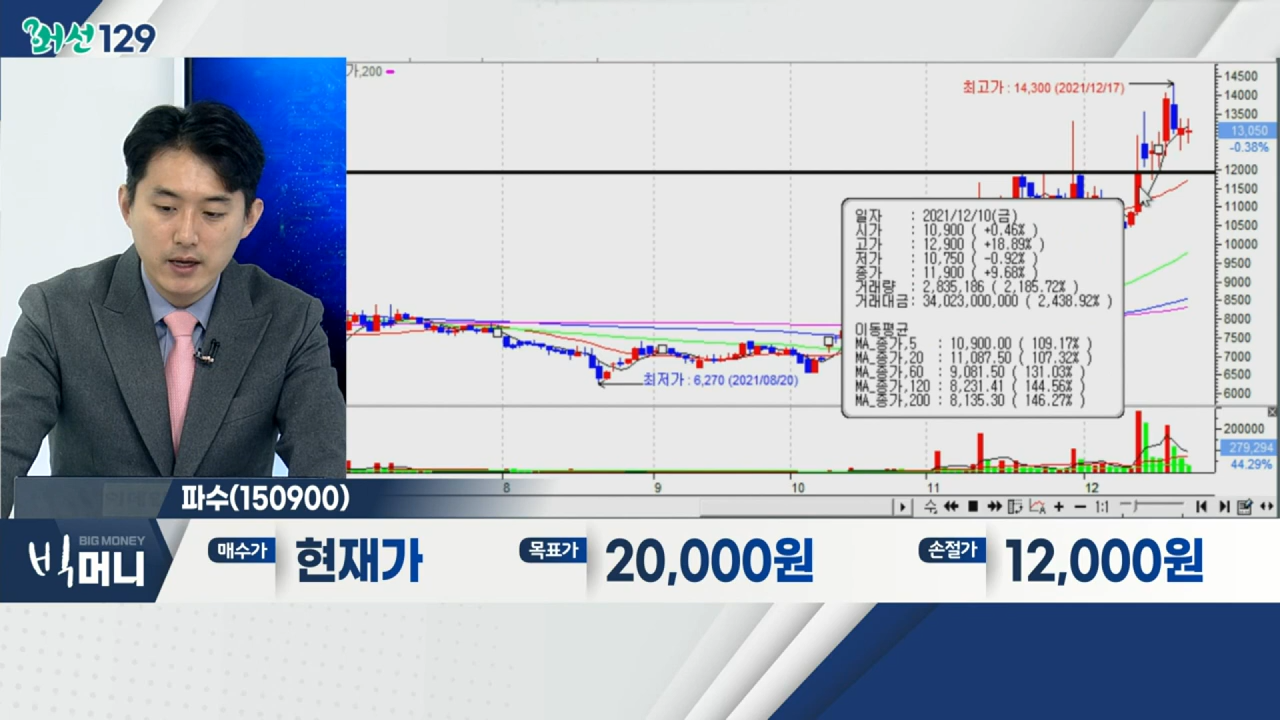 머선129
가,200
최고가 : 14,300 (2021/12/17)
14500
14000
13500
13,050
-0.38%
12000
11500
11000
10500
10000
9500
9000
8500
8000
7500
7000
6500
6000
일자 : 2021/12/10(금)
시가 : 10,900 ( +0.46% )
고가 : 12,900 ( +18.89% )
저가 : 10,750 ( -0.92% )
종가 : 11,900 ( +9.68% )
거래량 : 2,835,186 ( 2,185.72% )
거래대금: 34,023,000,000 ( 2,438.92% )
이동평균
MA_종가,5 : 10,900.00 ( 109.17% )
MA_종가,20 : 11,087.50 ( 107.32% )
MA_종가,60 : 9,081.50 ( 131.03% )
MA_종가,120 : 8,231.41 ( 144.56% )
MA_종가,200 : 8,135.30 ( 146.27% )
최저가 : 6,270 (2021/08/20)
200000
279,294
44.29%
8 9 10 11 12
1:1
파수(150900)
BIG MONEY
빅머니
매수가 현재가 목표가 20,000원 손절가 12,000원